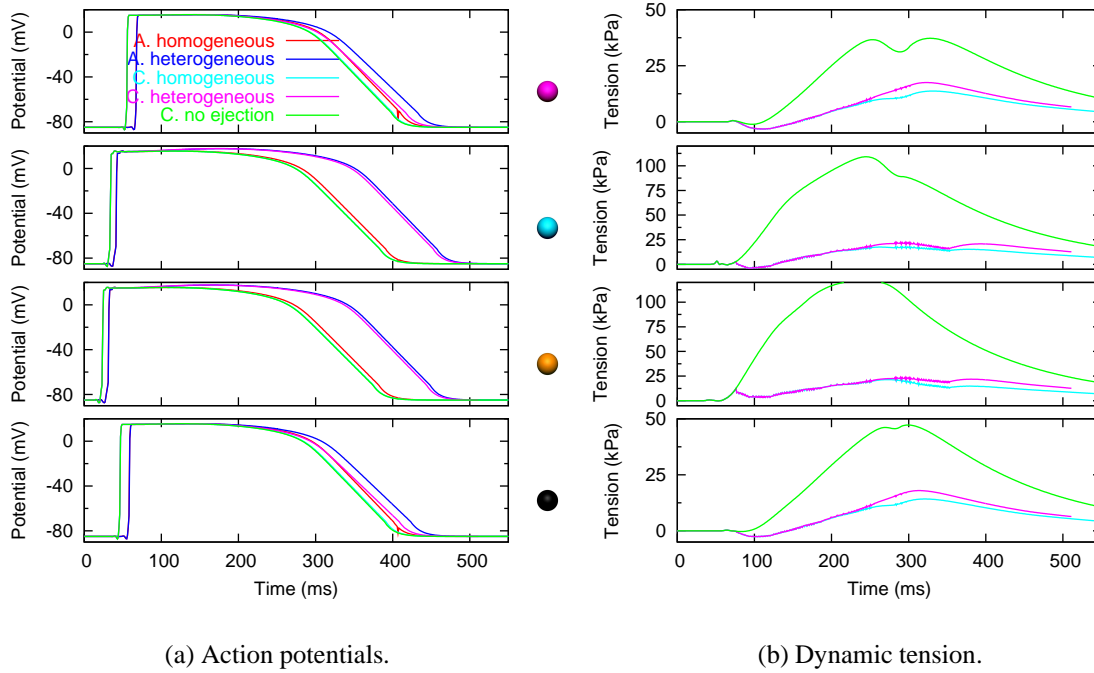 Potential (mV)
0
-40
-80
A. homogeneous
A. heterogeneous
C. homogeneous
C. heterogeneous
C. no ejection
Potential (mV)
0
-40
-80
Potential (mV)
0
-40
-80
Potential (mV)
0
-40
-80
0 100 200 300 400 500
Time (ms)
Tension (kPa)
50
25
0
Tension (kPa)
100
75
50
25
0
Tension (kPa)
100
75
50
25
0
Tension (kPa)
50
25
0
0 100 200 300 400 500
Time (ms)
(a) Action potentials.
(b) Dynamic tension.